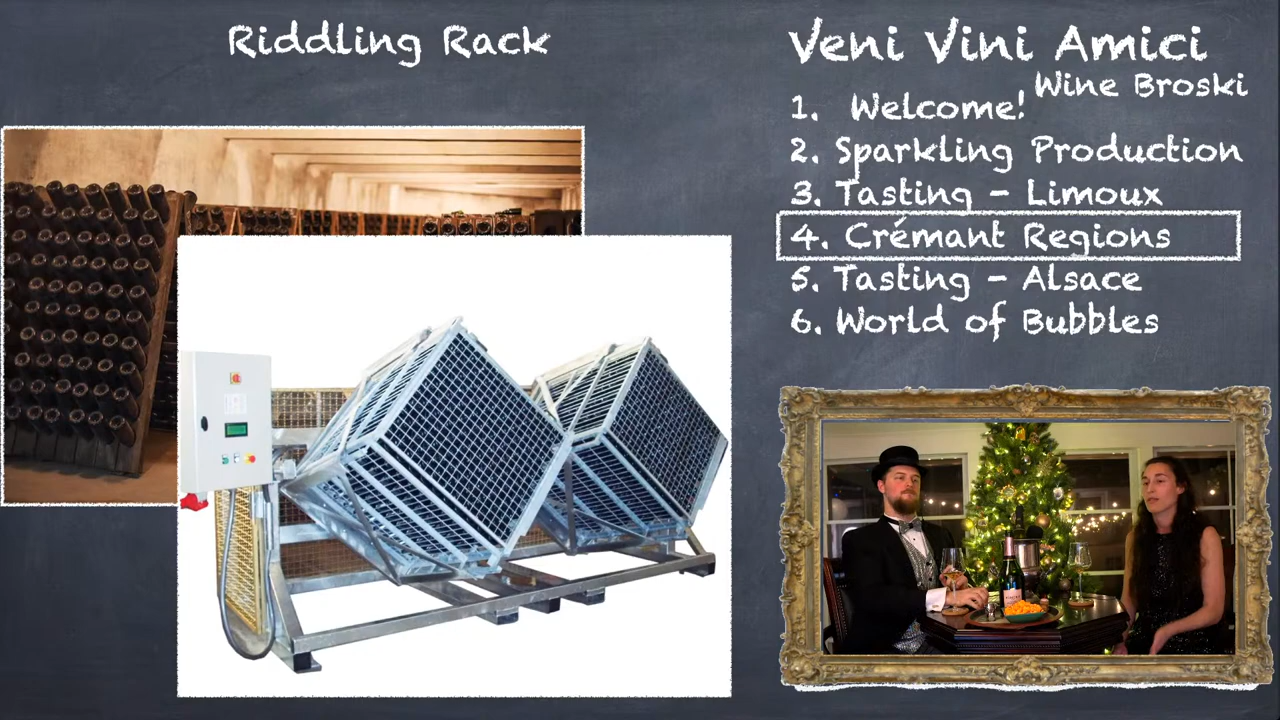 Riddling Rack
Veni Vini Amici
Wine Broski
1. Welcome!
2. Sparkling Production
3. Tasting - Limoux
4. Crémant Regions
5. Tasting - Alsace
6. World of Bubbles